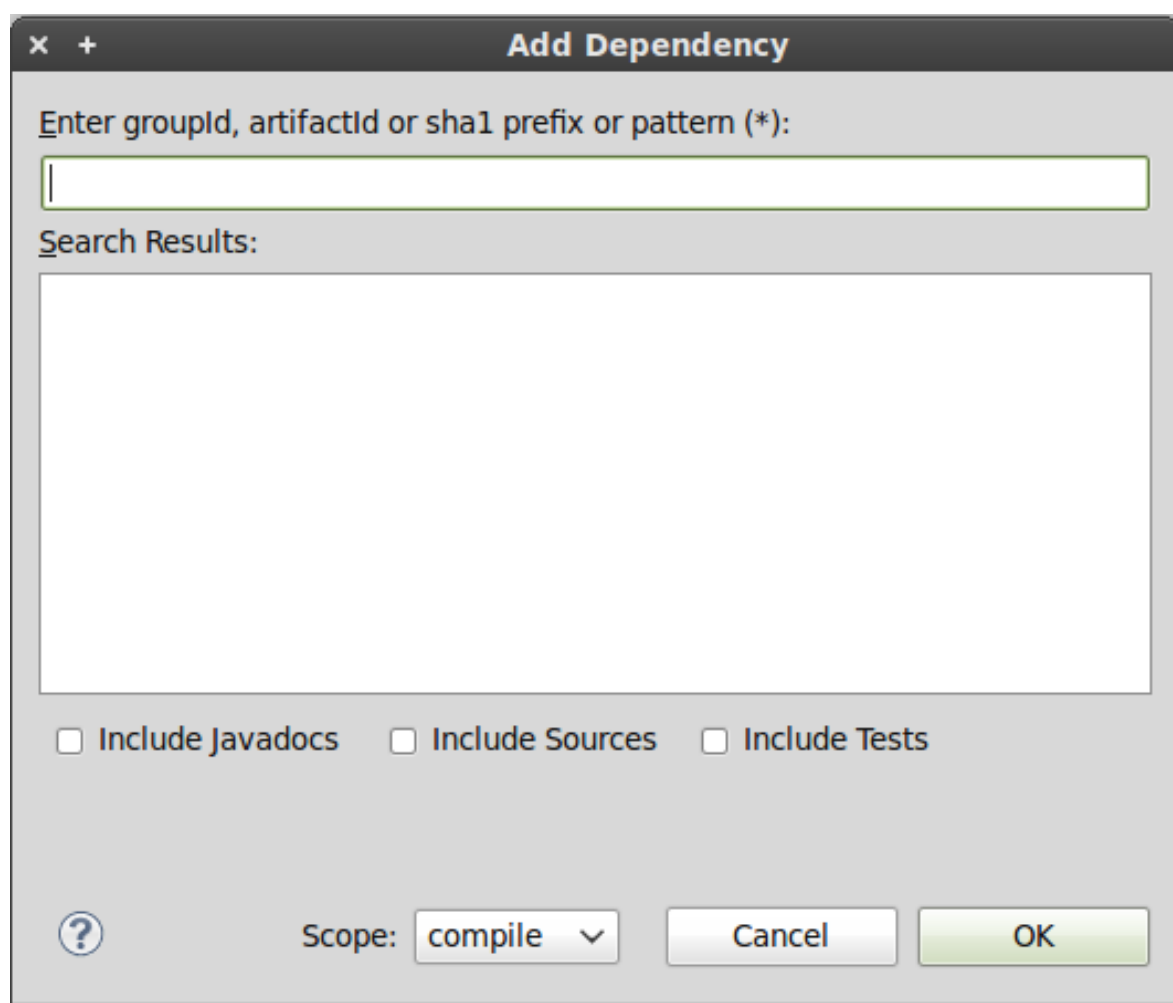 Add Dependency
Enter groupId, artifactId or sha1 prefix or pattern (*):
Search Results:
Include Javadocs Include Sources Include Tests
? Scope: compile Cancel OK